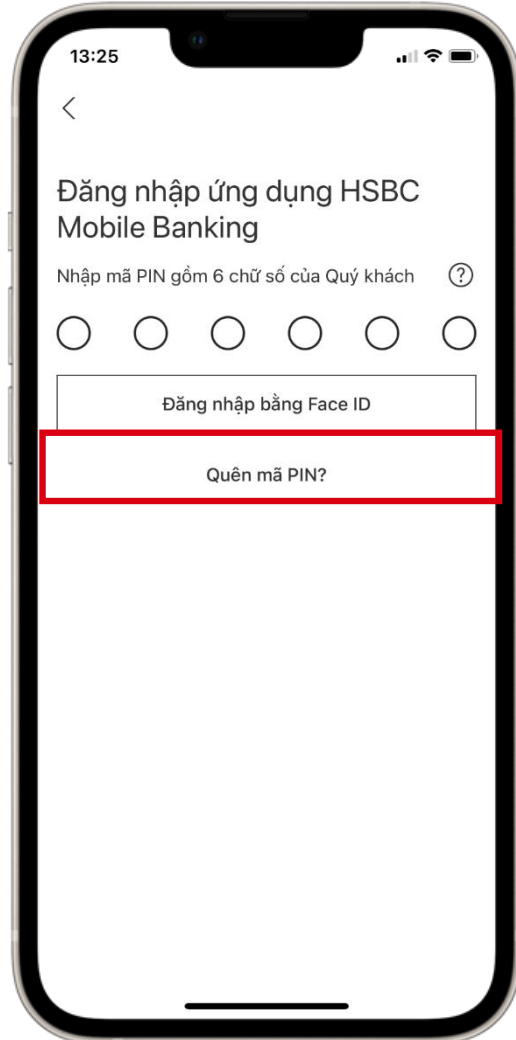 13:25
Đăng nhập ứng dụng HSBC
Mobile Banking
Nhập mã PIN gồm 6 chữ số của Quý khách
?
Đăng nhập bằng Face ID
Quên mã PIN?